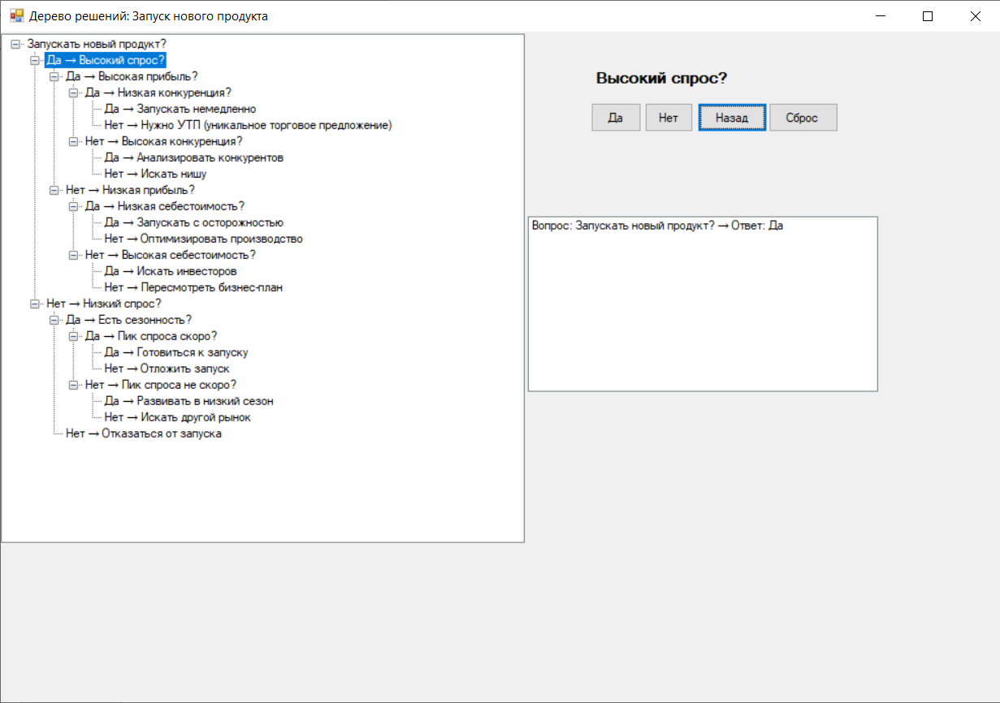 Дерево решений: Запуск нового продукта
Запускать новый продукт?
Да → Высокий спрос?
Да → Высокая прибыль?
Да → Низкая конкуренция?
Да → Запускать немедленно
Нет → Нужно УТП (уникальное торговое предложение)
Нет → Высокая конкуренция?
Да → Анализировать конкурентов
Нет → Искать нишу
Нет → Низкая прибыль?
Да → Низкая себестоимость?
Да → Запускать с осторожностью
Нет → Оптимизировать производство
Нет → Высокая себестоимость?
Да → Искать инвесторов
Нет → Пересмотреть бизнес-план
Нет → Низкий спрос?
Да → Есть сезонность?
Да → Пик спроса скоро?
Да → Готовиться к запуску
Нет → Отложить запуск
Нет → Пик спроса не скоро?
Да → Развивать в низкий сезон
Нет → Искать другой рынок
Нет → Отказаться от запуска
Высокий спрос?
Да Нет Назад Сброс
Вопрос: Запускать новый продукт? → Ответ: Да